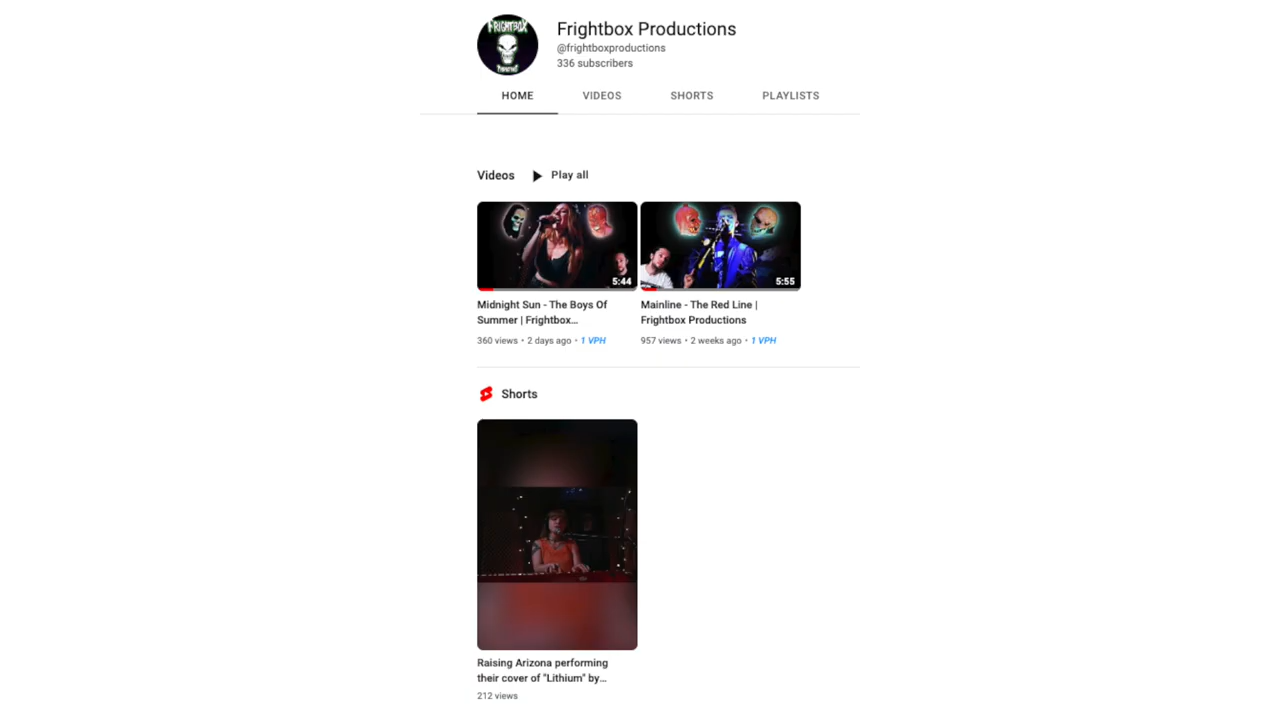 FRIGHTBOX
Frightbox Productions
@frightboxproductions
336 subscribers
HOME VIDEOS SHORTS PLAYLISTS
Videos Play all
5:44 5:55
Midnight Sun - The Boys Of
Summer | Frightbox...
360 views • 2 days ago • 1 VPH
Mainline - The Red Line |
Frightbox Productions
957 views • 2 weeks ago • 1 VPH
Shorts
Raising Arizona performing
their cover of "Lithium" by...
212 views